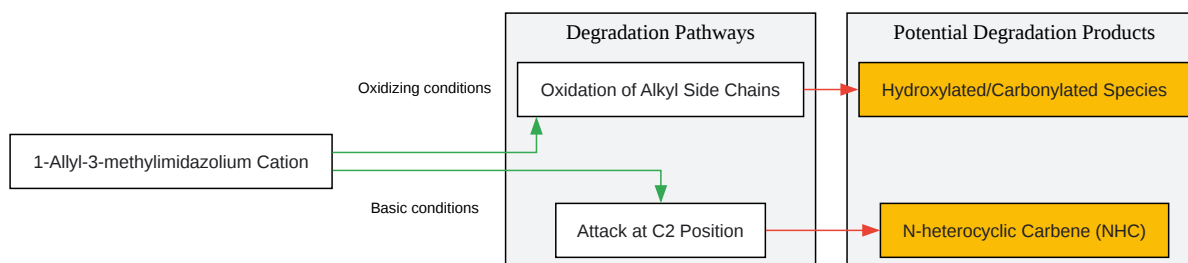 Degradation Pathways
Potential Degradation Products
Oxidizing conditions
Oxidation of Alkyl Side Chains
Hydroxylated/Carbonylated Species
1-Allyl-3-methylimidazolium Cation
Basic conditions
Attack at C2 Position
N-heterocyclic Carbene (NHC)